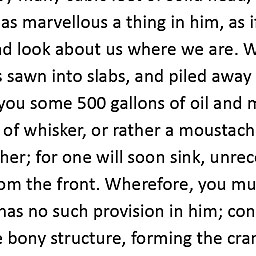 as marvellous a thing in him, as i
d look about us where we are. W
s sawn into slabs, and piled away
you some 500 gallons of oil and m
of whisker, or rather a moustach
her; for one will soon sink, unrec
om the front. Wherefore, you mu
has no such provision in him; con
e bony structure, forming the cra